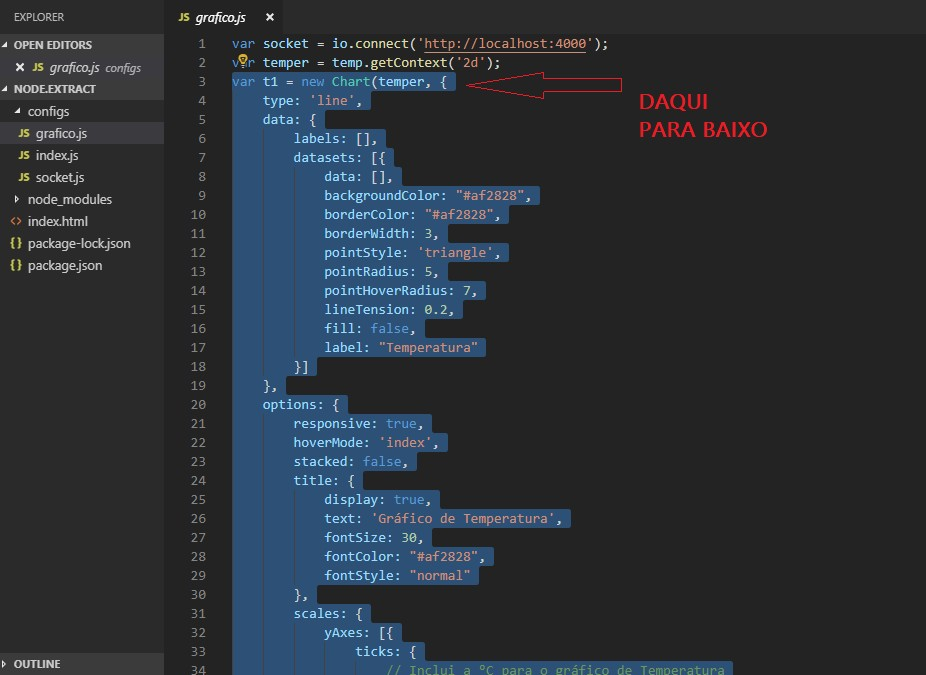 EXPLORER
OPEN EDITORS
JS grafico.js configs
NODE.EXTRACT
configs
JS grafico.js
JS index.js
JS socket.js
node_modules
<> index.html
{} package-lock.json
{} package.json
OUTLINE
JS grafico.js ×
1 var socket = io.connect('http://localhost:4000');
2 var temper = temp.getContext('2d');
3 var t1 = new Chart(temper, {
4 type: 'line',
5 data: {
6 labels: [],
7 datasets: [{
8 data: [],
9 backgroundColor: "#af2828",
10 borderColor: "#af2828",
11 borderWidth: 3,
12 pointStyle: 'triangle',
13 pointRadius: 5,
14 pointHoverRadius: 7,
15 lineTension: 0.2,
16 fill: false,
17 label: "Temperatura"
18 }]
19 },
20 options: {
21 responsive: true,
22 hoverMode: 'index',
23 stacked: false,
24 title: {
25 display: true,
26 text: 'Gráfico de Temperatura',
27 fontSize: 30,
28 fontColor: "#af2828",
29 fontStyle: "normal"
30 },
31 scales: {
32 yAxes: [{
33 ticks: {
34 // Inclui a ºC para o gráfico de Temperatura
DAQUI
PARA BAIXO